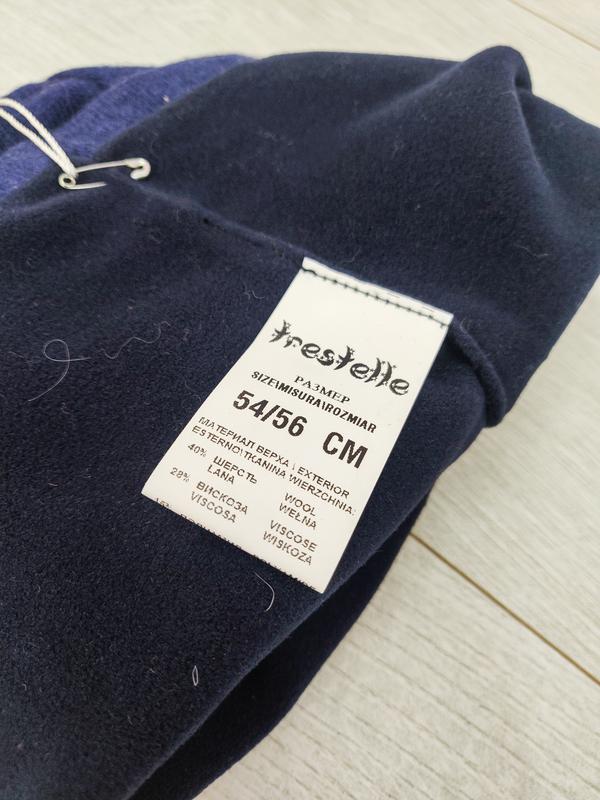 trestelle
РАЗМЕР
SIZE\MISURA\ROZMIAR
54/56 CM
МАТЕРИАЛ ВЕРХА \ EXTERIOR
ESTERNO\TKANINA WIERZCHNIA:
40% ШЕРСТЬ WOOL
LANA WEŁNA
28% ВИСКОЗА VISCOSE
VISCOSA WISKOZA